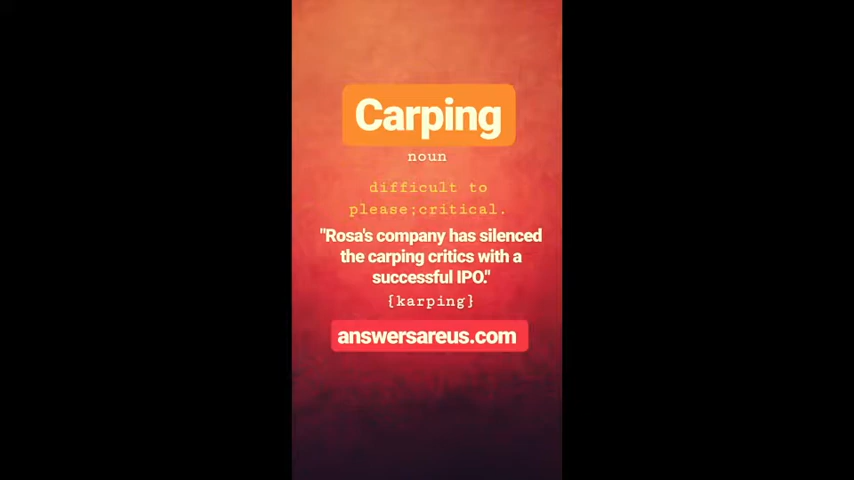 Carping
noun
difficult to
please;critical.
"Rosa's company has silenced
the carping critics with a
successful IPO."
{karping}
answersareus.com